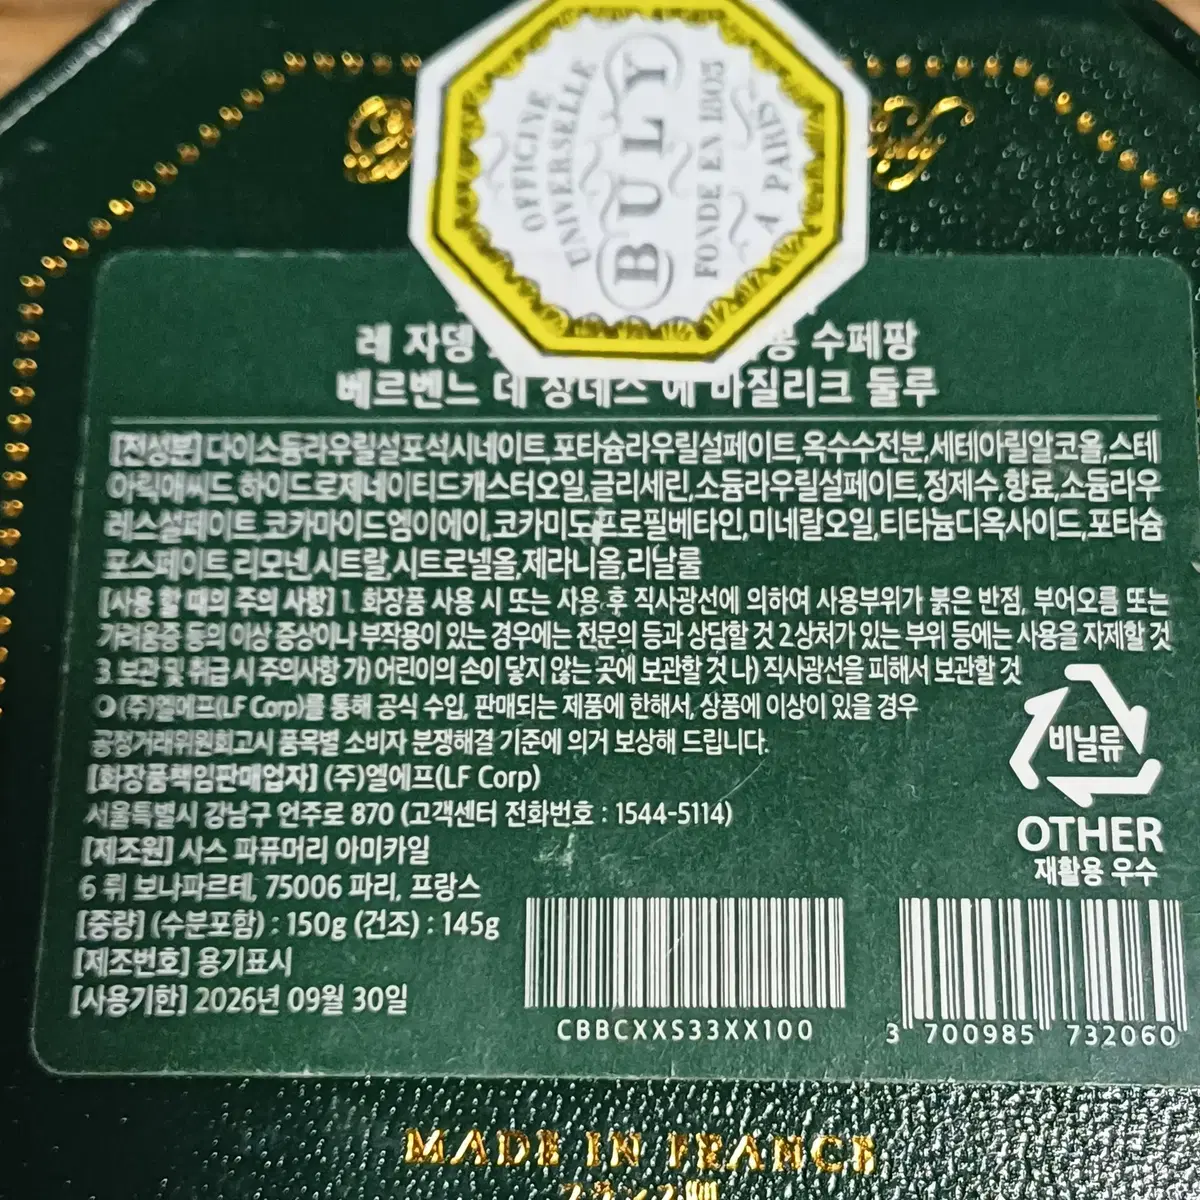 OFFICINE
UNIVERSELLE
BULY
FONDE EN 1803
A PARIS
레 자뎅 수페팡
베르벤느 데 상데스 에 바질리크 둘루
[전성분] 다이소듐라우릴설포석시네이트,포타슘라우릴설페이트,옥수수전분,세테아릴알코올,스테
아릭애씨드,하이드로제네이티드캐스터오일,글리세린,소듐라우릴설페이트,정제수,향료,소듐라우
레스설페이트,코카마이드엠이에이,코카미도프로필베타인,미네랄오일,티타늄디옥사이드,포타슘
포스페이트,리모넨,시트랄,시트로넬올,제라니올,리날룰
[사용 할 때의 주의 사항] 1. 화장품 사용 시 또는 사용 후 직사광선에 의하여 사용부위가 붉은 반점, 부어오름 또는
가려움증 등의 이상 증상이나 부작용이 있는 경우에는 전문의 등과 상담할 것 2.상처가 있는 부위 등에는 사용을 자제할 것
3. 보관 및 취급 시 주의사항 가) 어린이의 손이 닿지 않는 곳에 보관할 것 나) 직사광선을 피해서 보관할 것
(주)엘에프(LF Corp)를 통해 공식 수입, 판매되는 제품에 한해서, 상품에 이상이 있을 경우
공정거래위원회고시 품목별 소비자 분쟁해결 기준에 의거 보상해 드립니다.
[화장품책임판매업자] (주)엘에프(LF Corp)
서울특별시 강남구 언주로 870 (고객센터 전화번호 : 1544-5114)
[제조원] 사스 파퓨머리 아미카일
6 뤼 보나파르테, 75006 파리, 프랑스
[중량] (수분포함) : 150g (건조) : 145g
[제조번호] 용기표시
[사용기한] 2026년 09월 30일
비닐류
OTHER
재활용 우수
CBBCXXS33XX100
3 700985 732060
MADE IN FRANCE
フランス製